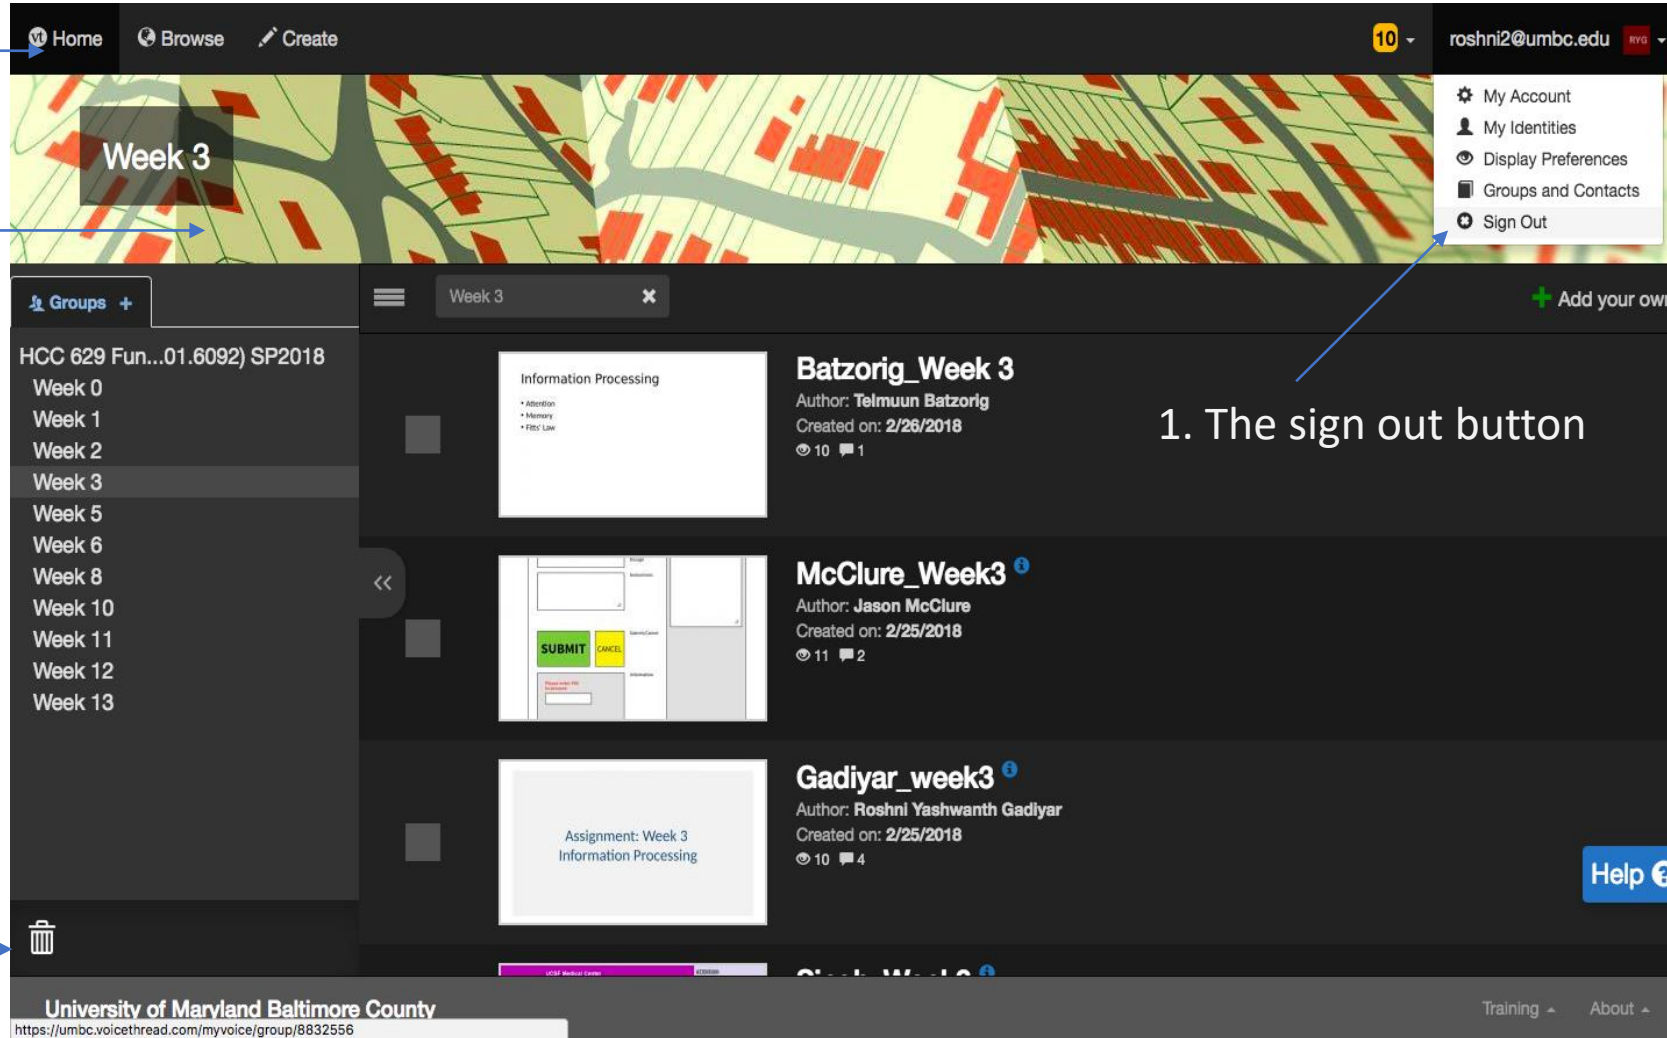 Home Browse Create 10 roshni2@umbc.edu RYG
My Account
My Identities
Display Preferences
Groups and Contacts
Sign Out
Week 3
Groups +
Week 3
Add your own
HCC 629 Fun...01.6092) SP2018
Week 0
Week 1
Week 2
Week 3
Week 5
Week 6
Week 8
Week 10
Week 11
Week 12
Week 13
Information Processing
• Attention
• Memory
• Fitts' Law
Batzorig_Week 3
Author: Telmuun Batzorig
Created on: 2/26/2018
10 1
1. The sign out button
SUBMIT CANCEL
McClure_Week3
Author: Jason McClure
Created on: 2/25/2018
11 2
Assignment: Week 3
Information Processing
Gadiyar_week3
Author: Roshni Yashwanth Gadiyar
Created on: 2/25/2018
10 4
Help
UCSF Medical Center
University of Maryland Baltimore County
Training About
https://umbc.voicethread.com/myvoice/group/8832556